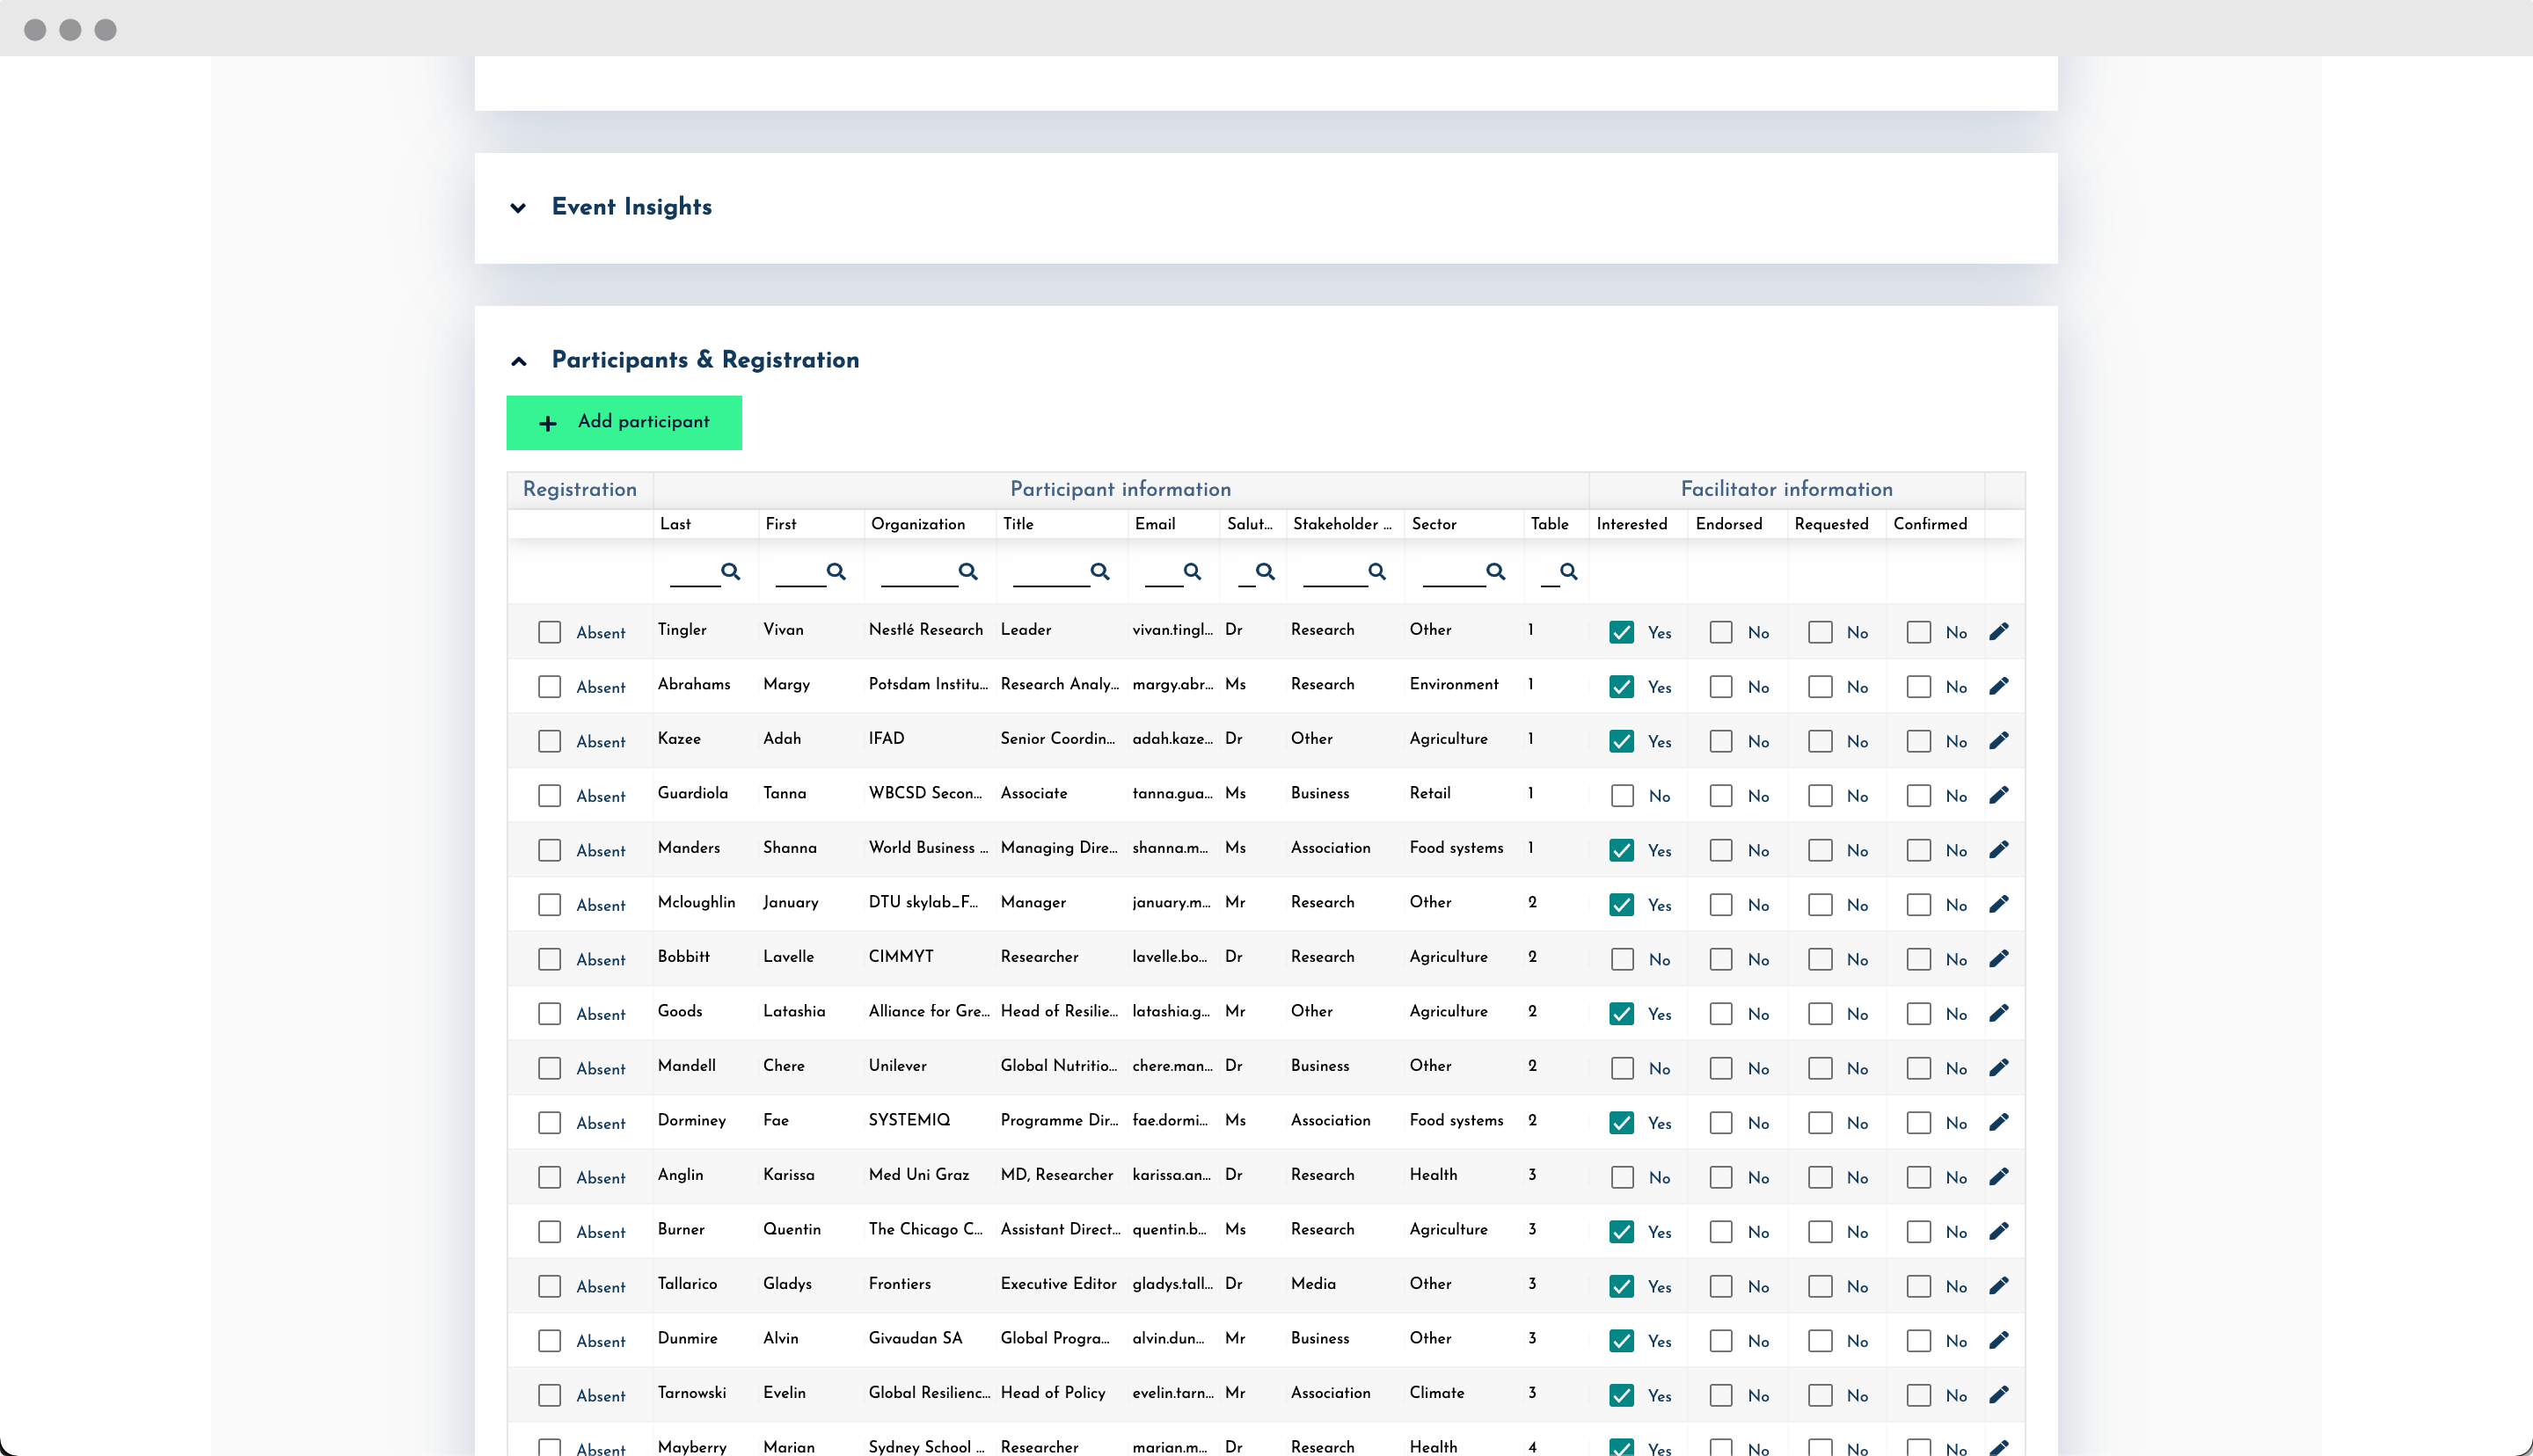 Event Insights
Participants & Registration
Add participant
Registration Participant information Facilitator information
Last First Organization Title Email Salut... Stakeholder ... Sector Table Interested Endorsed Requested Confirmed
Absent Tingler Vivan Nestlé Research Leader vivan.tingl... Dr Research Other 1 Yes No No No
Absent Abrahams Margy Potsdam Institu... Research Analy... margy.abr... Ms Research Environment 1 Yes No No No
Absent Kazee Adah IFAD Senior Coordin... adah.kaze... Dr Other Agriculture 1 Yes No No No
Absent Guardiola Tanna WBCSD Secon... Associate tanna.gua... Ms Business Retail 1 No No No No
Absent Manders Shanna World Business ... Managing Dire... shanna.m... Ms Association Food systems 1 Yes No No No
Absent Mcloughlin January DTU skylab_F... Manager january.m... Mr Research Other 2 Yes No No No
Absent Bobbitt Lavelle CIMMYT Researcher lavelle.bo... Dr Research Agriculture 2 No No No No
Absent Goods Latashia Alliance for Gre... Head of Resilie... latashia.g... Mr Other Agriculture 2 Yes No No No
Absent Mandell Chere Unilever Global Nutritio... chere.man... Dr Business Other 2 No No No No
Absent Dorminey Fae SYSTEMIQ Programme Dir... fae.dormi... Ms Association Food systems 2 Yes No No No
Absent Anglin Karissa Med Uni Graz MD, Researcher karissa.an... Dr Research Health 3 No No No No
Absent Burner Quentin The Chicago C... Assistant Direct... quentin.b... Ms Research Agriculture 3 Yes No No No
Absent Tallarico Gladys Frontiers Executive Editor gladys.tall... Dr Media Other 3 Yes No No No
Absent Dunmire Alvin Givaudan SA Global Progra... alvin.dun... Mr Business Other 3 Yes No No No
Absent Tarnowski Evelin Global Resilienc... Head of Policy evelin.tarn... Mr Association Climate 3 Yes No No No
Absent Mayberry Marian Sydney School ... Researcher marian.m... Dr Research Health 4 Yes No No No